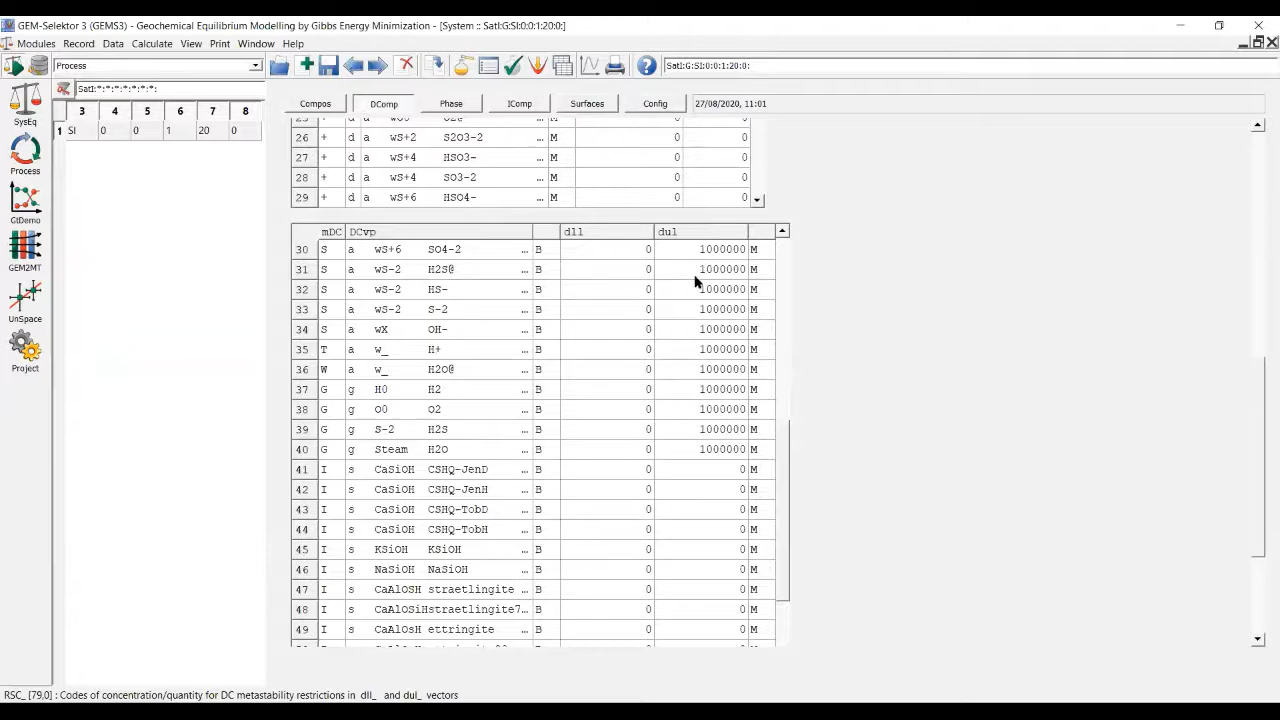 GEM-Selektor 3 (GEMS3) - Geochemical Equilibrium Modelling by Gibbs Energy Minimization - [System :: SatI:G:SI:0:0:1:20:0:]
Modules Record Data Calculate View Print Window Help
Process
SatI:G:SI:0:0:1:20:0:
SatI:*:*:*:*:*:*:*:
Compos DComp Phase IComp Surfaces Config 27/08/2020, 11:01
3 4 5 6 7 8
1 SI 0 0 1 20 0
SysEq
Process
GtDemo
GEM2MT
UnSpace
Project
26 + d a wS+2 S2O3-2 ... M 0 0
27 + d a wS+4 HSO3- ... M 0 0
28 + d a wS+4 SO3-2 ... M 0 0
29 + d a wS+6 HSO4- ... M 0 0
mDC DCvp dll dul
30 S a wS+6 SO4-2 ... B 0 1000000 M
31 S a wS-2 H2S@ ... B 0 1000000 M
32 S a wS-2 HS- ... B 0 1000000 M
33 S a wS-2 S-2 ... B 0 1000000 M
34 S a wX OH- ... B 0 1000000 M
35 T a w_ H+ ... B 0 1000000 M
36 W a w_ H2O@ ... B 0 1000000 M
37 G g H0 H2 ... B 0 1000000 M
38 G g O0 O2 ... B 0 1000000 M
39 G g S-2 H2S ... B 0 1000000 M
40 G g Steam H2O ... B 0 1000000 M
41 I s CaSiOH CSHQ-JenD ... B 0 0 M
42 I s CaSiOH CSHQ-JenH ... B 0 0 M
43 I s CaSiOH CSHQ-TobD ... B 0 0 M
44 I s CaSiOH CSHQ-TobH ... B 0 0 M
45 I s KSiOH KSiOH ... B 0 0 M
46 I s NaSiOH NaSiOH ... B 0 0 M
47 I s CaAlOSH straetlingite ... B 0 0 M
48 I s CaAlOSiHstraetlingite7... B 0 0 M
49 I s CaAlOsH ettringite ... B 0 0 M
RSC_ [79,0] : Codes of concentration/quantity for DC metastability restrictions in dll_ and dul_ vectors